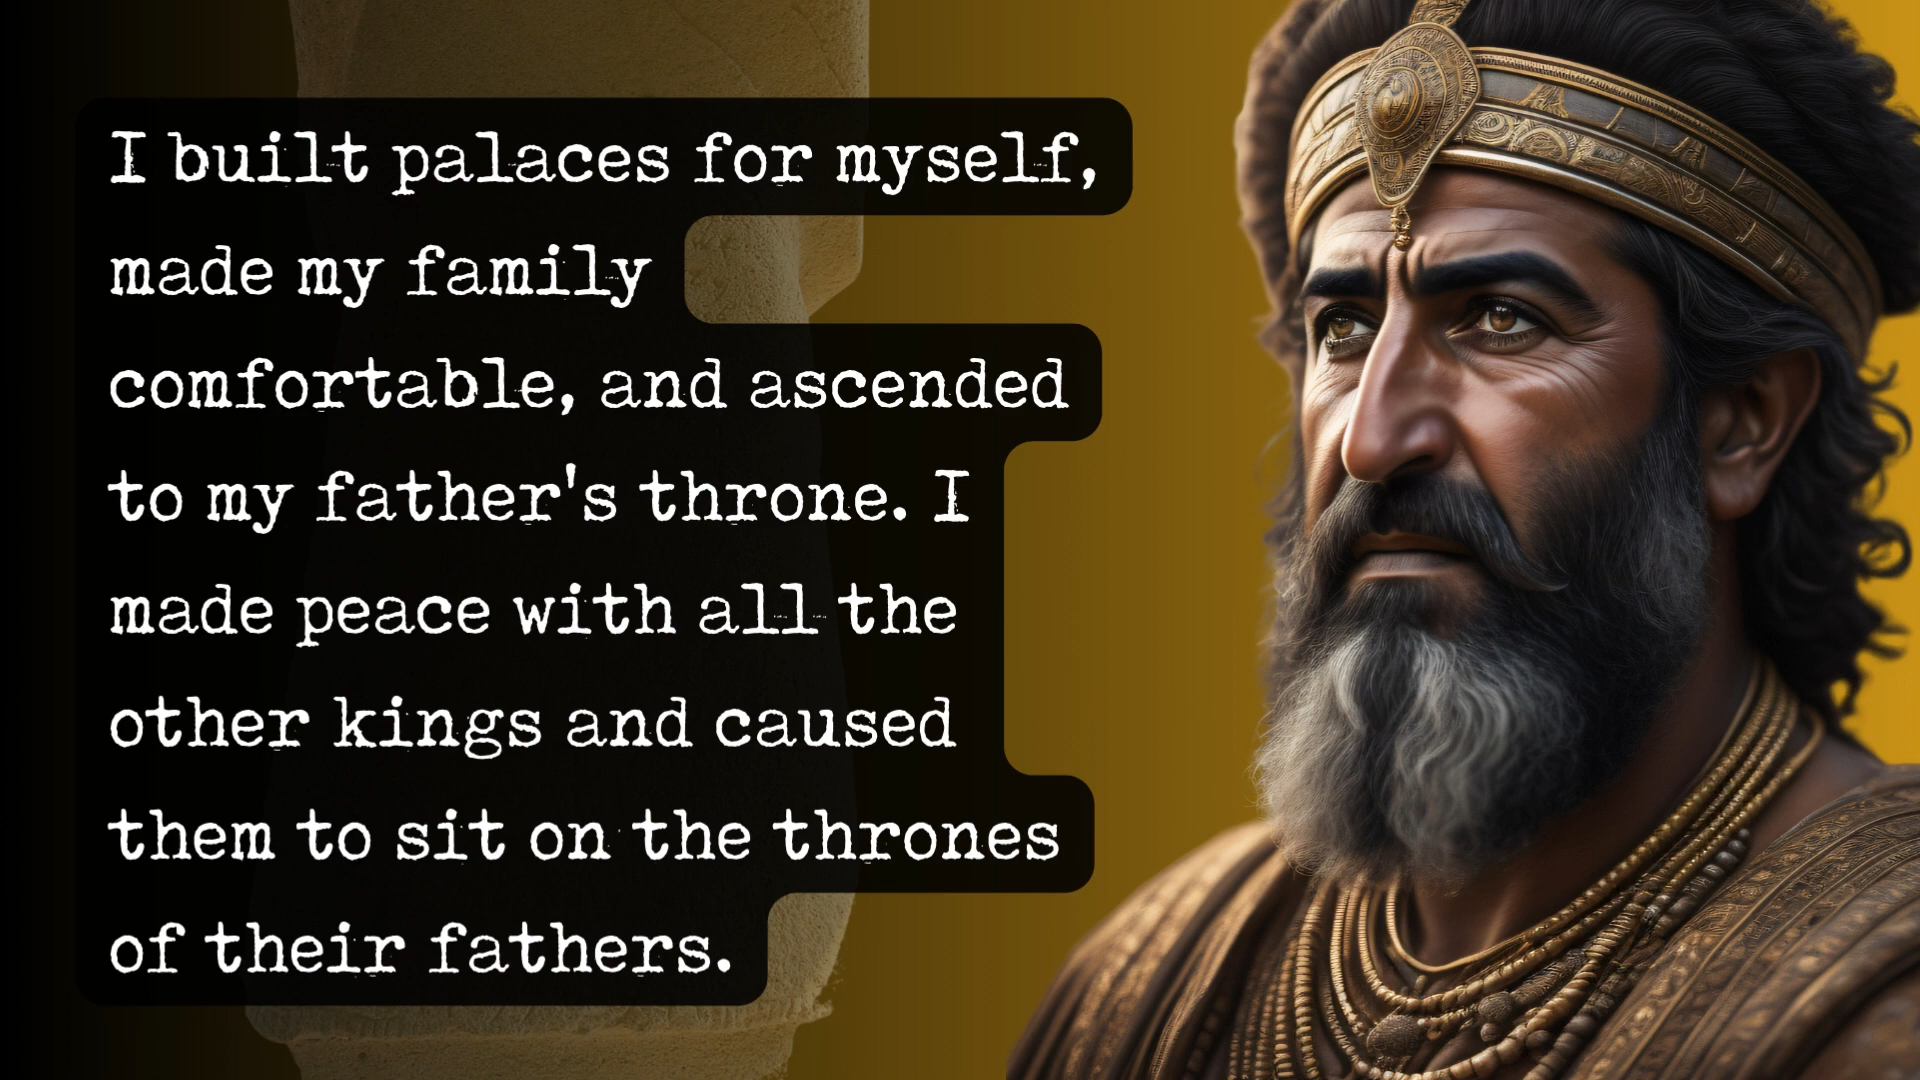 I built palaces for myself,
made my family
comfortable, and ascended
to my father's throne. I
made peace with all the
other kings and caused
them to sit on the thrones
of their fathers.